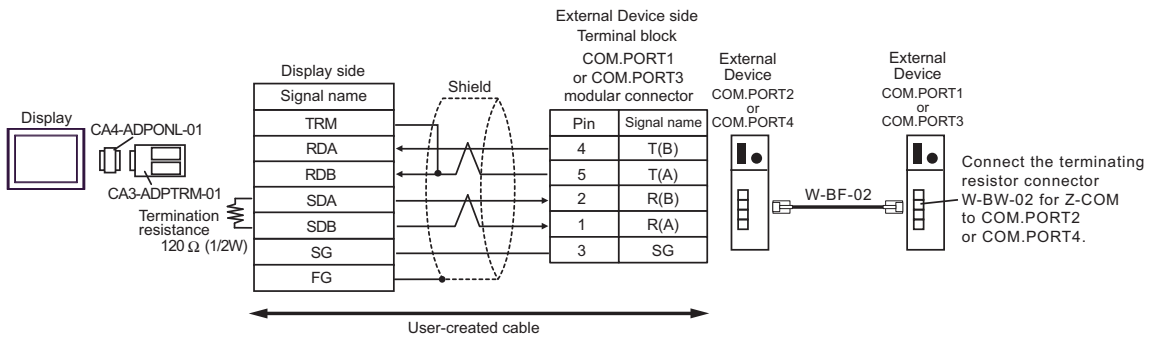 External Device side
Terminal block
COM.PORT1
or COM.PORT3
modular connector
Display side
Shield
External
Device
COM.PORT2
or
COM.PORT4
External
Device
COM.PORT1
or
COM.PORT3
Display
CA4-ADPONL-01
CA3-ADPTRM-01
Signal name
TRM
RDA
RDB
SDA
SDB
SG
FG
Termination
resistance
120 Ω (1/2W)
Pin Signal name
4 T(B)
5 T(A)
2 R(B)
1 R(A)
3 SG
W-BF-02
Connect the terminating
resistor connector
W-BW-02 for Z-COM
to COM.PORT2
or COM.PORT4.
User-created cable